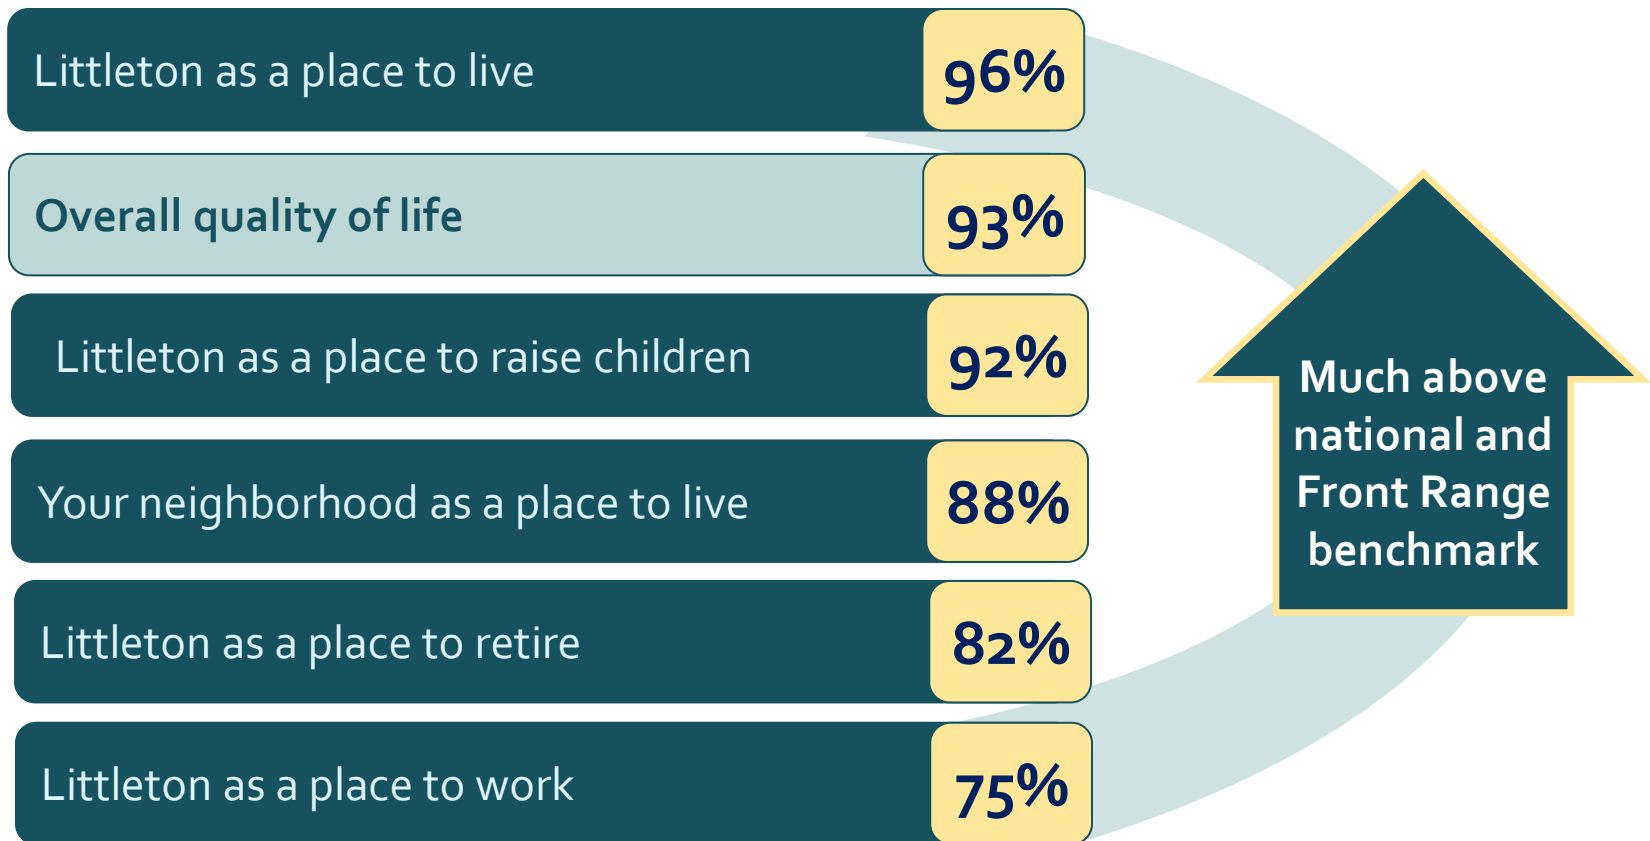 Littleton as a place to live
96%
Overall quality of life
93%
Littleton as a place to raise children
92%
Your neighborhood as a place to live
88%
Littleton as a place to retire
82%
Littleton as a place to work
75%
Much above
national and
Front Range
benchmark